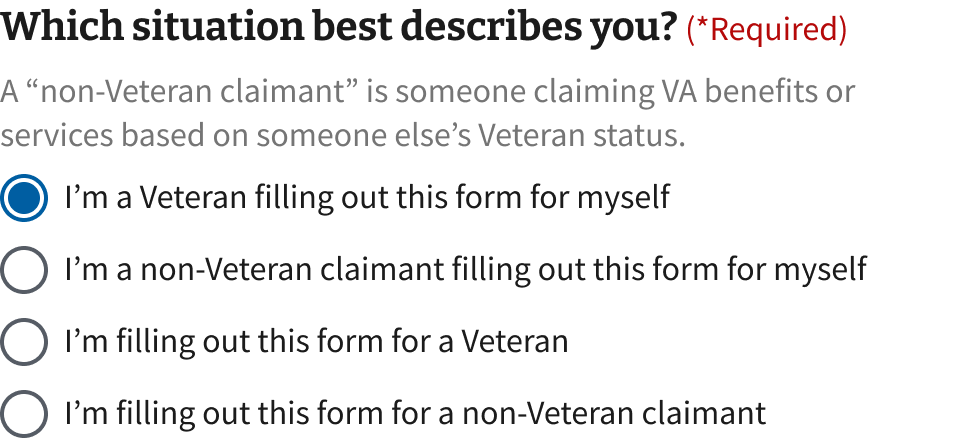 Which situation best describes you? (*Required)
A “non-Veteran claimant” is someone claiming VA benefits or
services based on someone else’s Veteran status.
I’m a Veteran filling out this form for myself
I’m a non-Veteran claimant filling out this form for myself
I’m filling out this form for a Veteran
I’m filling out this form for a non-Veteran claimant